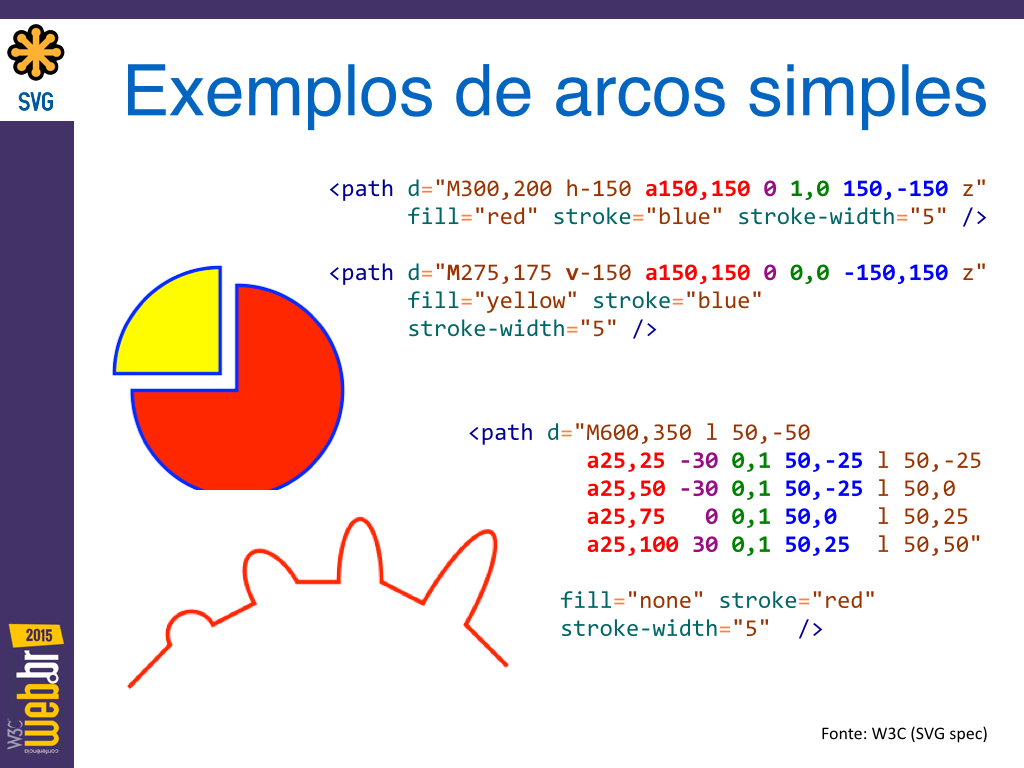 SVG
Exemplos de arcos simples
<path d="M300,200 h-150 a150,150 0 1,0 150,-150 z"
fill="red" stroke="blue" stroke-width="5" />
<path d="M275,175 v-150 a150,150 0 0,0 -150,150 z"
fill="yellow" stroke="blue"
stroke-width="5" />
<path d="M600,350 l 50,-50
a25,25 -30 0,1 50,-25 l 50,-25
a25,50 -30 0,1 50,-25 l 50,0
a25,75 0 0,1 50,0 l 50,25
a25,100 30 0,1 50,25 l 50,50"
fill="none" stroke="red"
stroke-width="5" />
2015
W3C
conferência
web.br
Fonte: W3C (SVG spec)